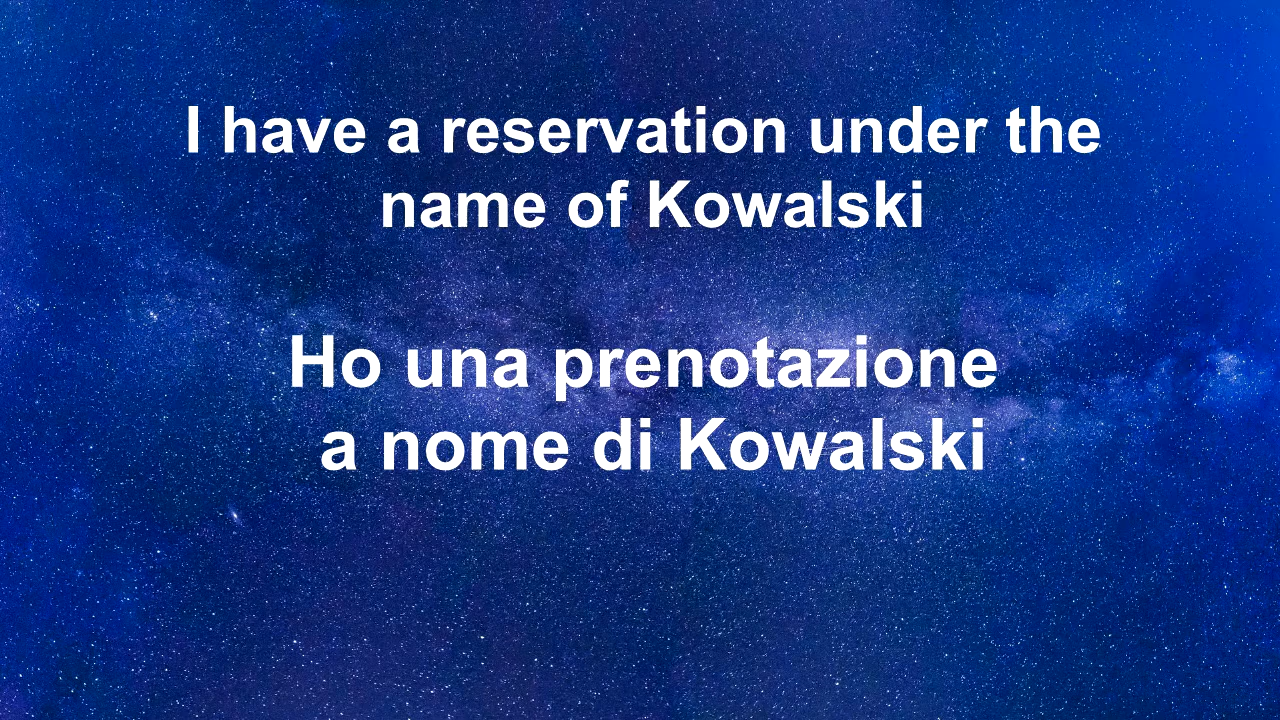 I have a reservation under the
name of Kowalski
Ho una prenotazione
a nome di Kowalski